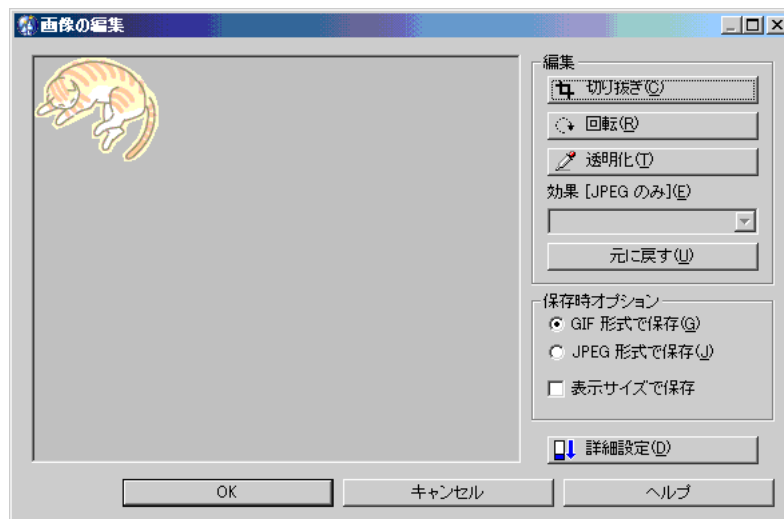 画像の編集
編集
切り抜き(C)
回転(R)
透明化(T)
効果 [JPEG のみ](E)
元に戻す(U)
保存時オプション
GIF 形式で保存(G)
JPEG 形式で保存(J)
表示サイズで保存
詳細設定(D)
OK
キャンセル
ヘルプ